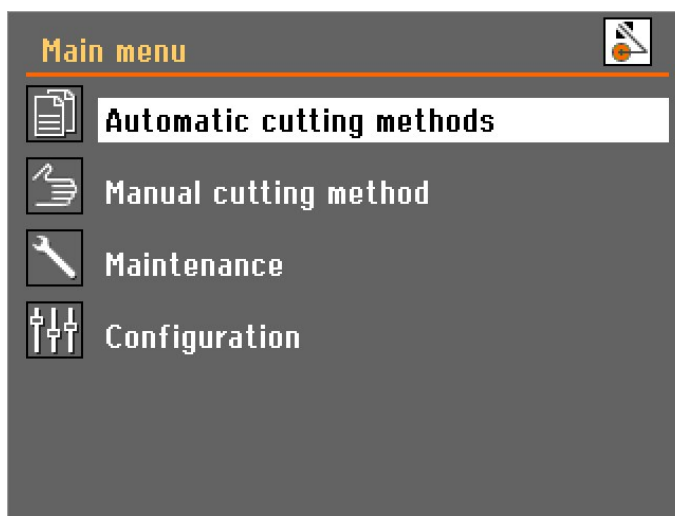 Main menu
Automatic cutting methods
Manual cutting method
Maintenance
Configuration